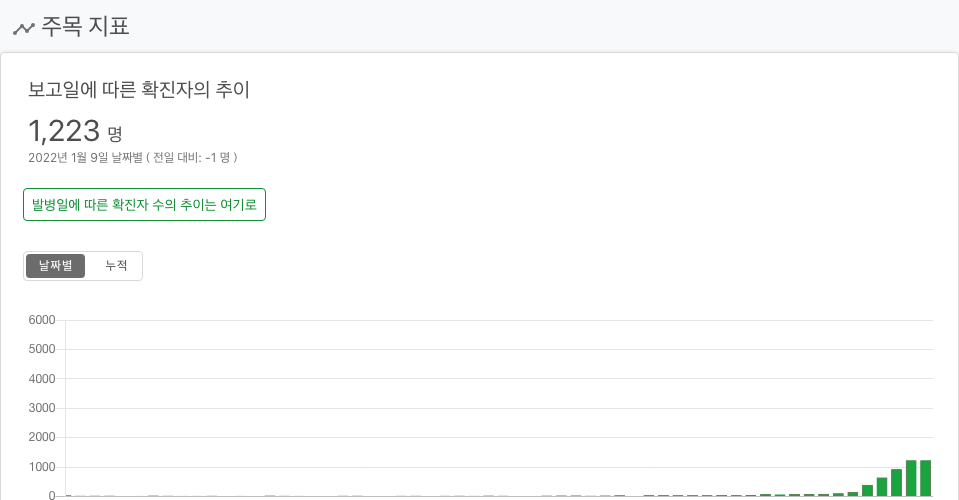 주목 지표
보고일에 따른 확진자의 추이
1,223 명
2022년 1월 9일 날짜별 ( 전일 대비: -1 명 )
발병일에 따른 확진자 수의 추이는 여기로
날짜별 누적
6000
5000
4000
3000
2000
1000
0